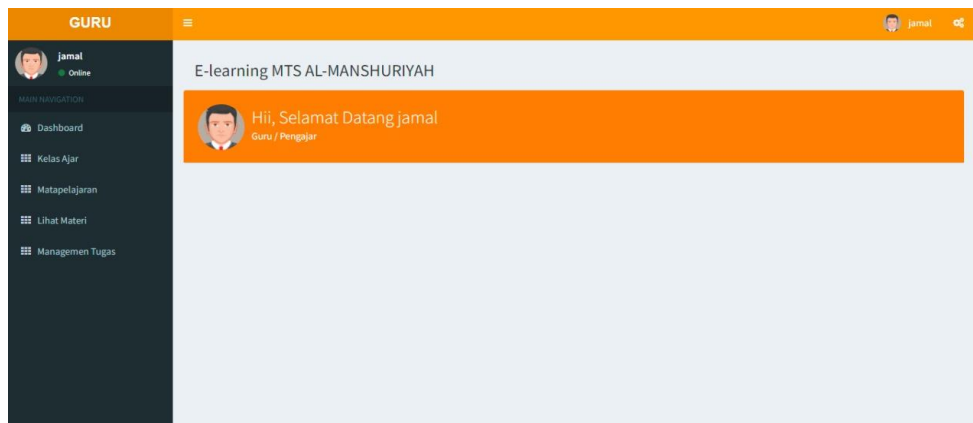 GURU
jamal
jamal
Online
MAIN NAVIGATION
Dashboard
Kelas Ajar
Matapelajaran
Lihat Materi
Managemen Tugas
E-learning MTS AL-MANSHURIYAH
Hii, Selamat Datang jamal
Guru / Pengajar